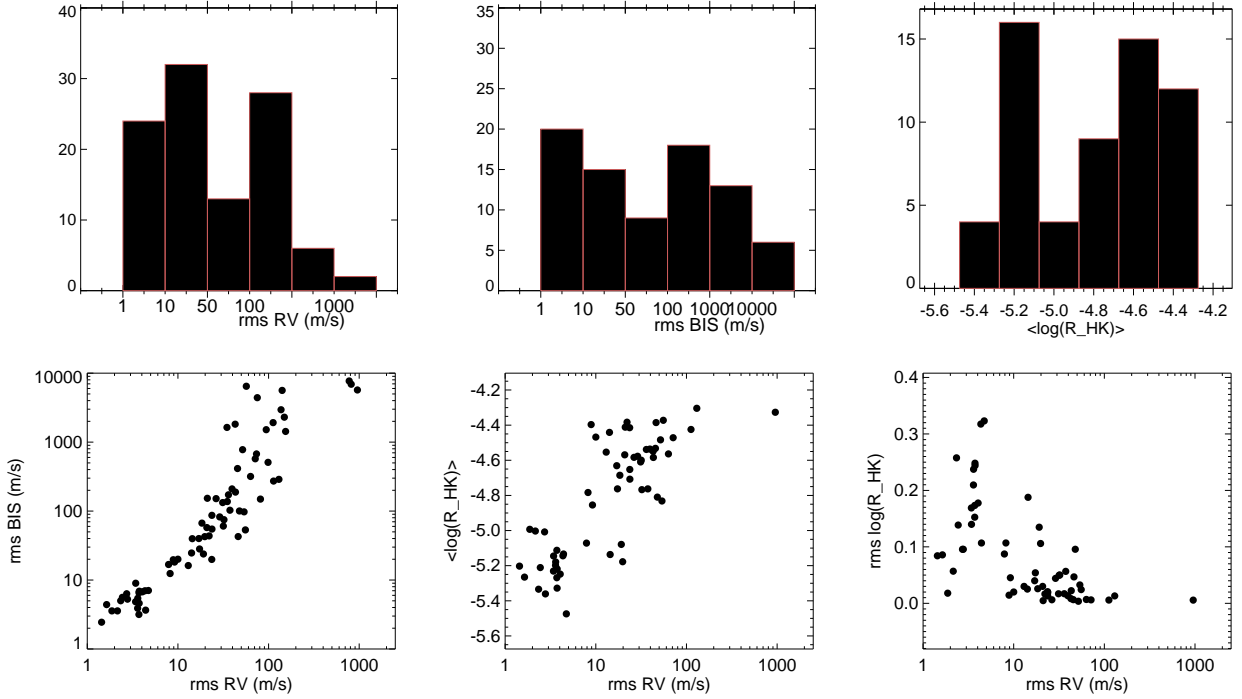 40
30
20
10
0
1 10 50 100 1000
rms RV (m/s)
35
30
25
20
15
10
5
0
1 10 50 100 1000 10000
rms BIS (m/s)
15
10
5
0
-5.6 -5.4 -5.2 -5.0 -4.8 -4.6 -4.4 -4.2
<log(R_HK)>
10000
1000
100
10
1
rms BIS (m/s)
1 10 100 1000
rms RV (m/s)
-4.2
-4.4
-4.6
-4.8
-5.0
-5.2
-5.4
-5.6
<log(R_HK)>
1 10 100 1000
rms RV (m/s)
0.4
0.3
0.2
0.1
0.0
rms log(R_HK)
1 10 100 1000
rms RV (m/s)